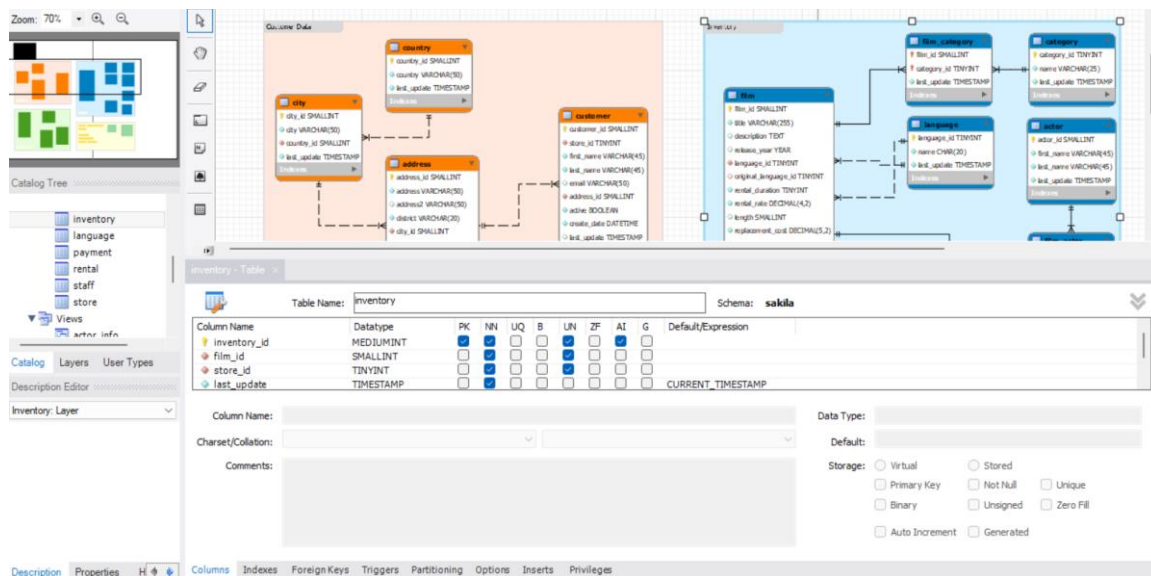 Zoom: 70%
Customer Data
country
country_id SMALLINT
country VARCHAR(50)
last_update TIMESTAMP
Indexes
city
city_id SMALLINT
city VARCHAR(50)
country_id SMALLINT
last_update TIMESTAMP
Indexes
address
address_id SMALLINT
address VARCHAR(50)
address2 VARCHAR(50)
district VARCHAR(20)
city_id SMALLINT
customer
customer_id SMALLINT
store_id TINYINT
first_name VARCHAR(45)
last_name VARCHAR(45)
email VARCHAR(50)
address_id SMALLINT
active BOOLEAN
create_date DATETIME
last_update TIMESTAMP
Inventory
film
film_id SMALLINT
title VARCHAR(255)
description TEXT
release_year YEAR
language_id TINYINT
original_language_id TINYINT
rental_duration TINYINT
rental_rate DECIMAL(4,2)
length SMALLINT
replacement_cost DECIMAL(5,2)
film_category
film_id SMALLINT
category_id TINYINT
last_update TIMESTAMP
Indexes
category
category_id TINYINT
name VARCHAR(25)
last_update TIMESTAMP
Indexes
language
language_id TINYINT
name CHAR(20)
last_update TIMESTAMP
Indexes
actor
actor_id SMALLINT
first_name VARCHAR(45)
last_name VARCHAR(45)
last_update TIMESTAMP
Indexes
Catalog Tree
inventory
language
payment
rental
staff
store
Views
actor_info
Catalog Layers User Types
Description Editor
Inventory: Layer
Description Properties H
inventory - Table ×
Table Name: inventory Schema: sakila
Column Name Datatype PK NN UQ B UN ZF AI G Default/Expression
inventory_id MEDIUMINT
film_id SMALLINT
store_id TINYINT
last_update TIMESTAMP CURRENT_TIMESTAMP
Column Name: Data Type:
Charset/Collation: Default:
Comments: Storage: Virtual Stored
Primary Key Not Null Unique
Binary Unsigned Zero Fill
Auto Increment Generated
Columns Indexes Foreign Keys Triggers Partitioning Options Inserts Privileges